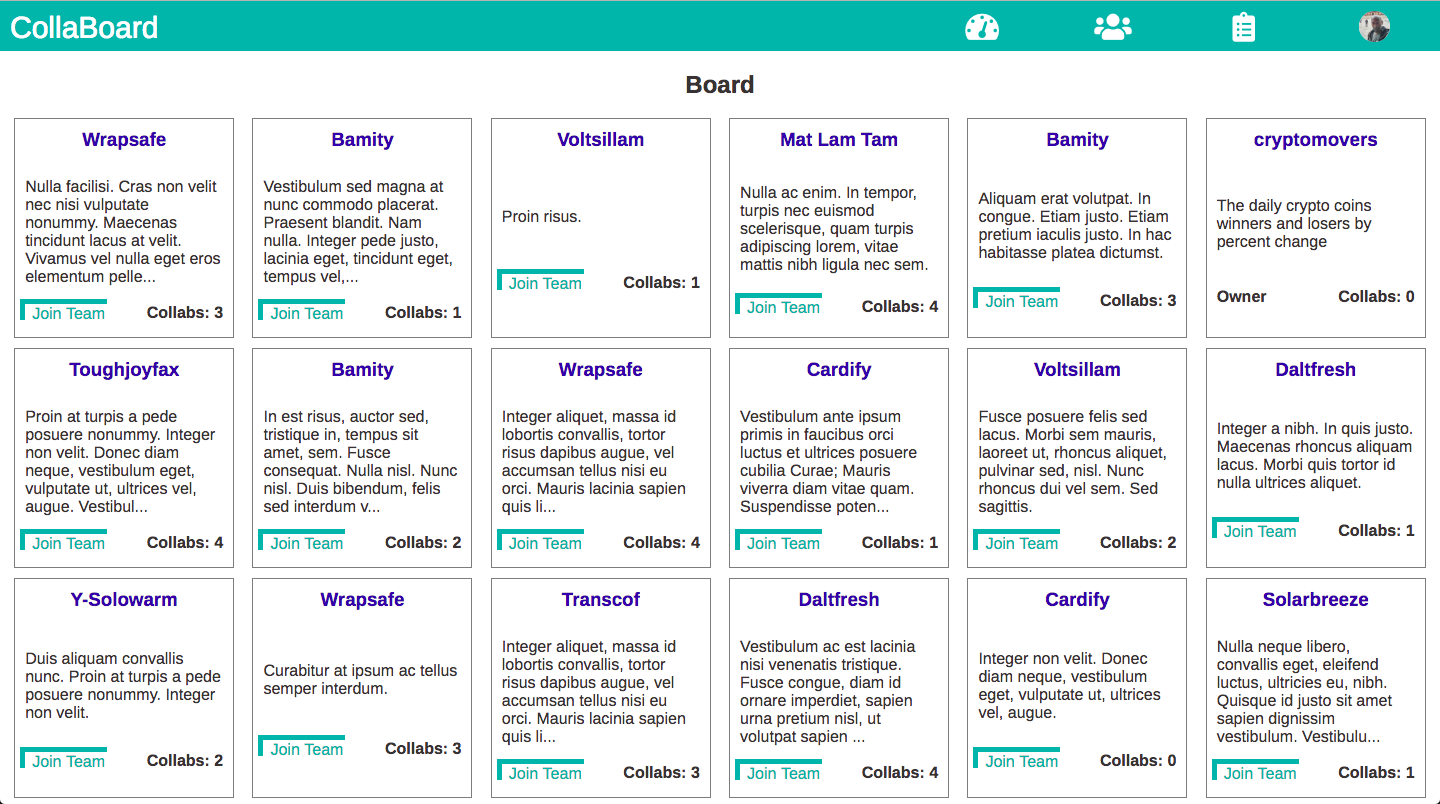 CollaBoard
Board
Wrapsafe
Nulla facilisi. Cras non velit
nec nisi vulputate
nonummy. Maecenas
tincidunt lacus at velit.
Vivamus vel nulla eget eros
elementum pelle...
Join Team Collabs: 3
Bamity
Vestibulum sed magna at
nunc commodo placerat.
Praesent blandit. Nam
nulla. Integer pede justo,
lacinia eget, tincidunt eget,
tempus vel,...
Join Team Collabs: 1
Voltsillam
Proin risus.
Join Team Collabs: 1
Mat Lam Tam
Nulla ac enim. In tempor,
turpis nec euismod
scelerisque, quam turpis
adipiscing lorem, vitae
mattis nibh ligula nec sem.
Join Team Collabs: 4
Bamity
Aliquam erat volutpat. In
congue. Etiam justo. Etiam
pretium iaculis justo. In hac
habitasse platea dictumst.
Join Team Collabs: 3
cryptomovers
The daily crypto coins
winners and losers by
percent change
Owner Collabs: 0
Toughjoyfax
Proin at turpis a pede
posuere nonummy. Integer
non velit. Donec diam
neque, vestibulum eget,
vulputate ut, ultrices vel,
augue. Vestibul...
Join Team Collabs: 4
Bamity
In est risus, auctor sed,
tristique in, tempus sit
amet, sem. Fusce
consequat. Nulla nisl. Nunc
nisl. Duis bibendum, felis
sed interdum v...
Join Team Collabs: 2
Wrapsafe
Integer aliquet, massa id
lobortis convallis, tortor
risus dapibus augue, vel
accumsan tellus nisi eu
orci. Mauris lacinia sapien
quis li...
Join Team Collabs: 4
Cardify
Vestibulum ante ipsum
primis in faucibus orci
luctus et ultrices posuere
cubilia Curae; Mauris
viverra diam vitae quam.
Suspendisse poten...
Join Team Collabs: 1
Voltsillam
Fusce posuere felis sed
lacus. Morbi sem mauris,
laoreet ut, rhoncus aliquet,
pulvinar sed, nisl. Nunc
rhoncus dui vel sem. Sed
sagittis.
Join Team Collabs: 2
Daltfresh
Integer a nibh. In quis justo.
Maecenas rhoncus aliquam
lacus. Morbi quis tortor id
nulla ultrices aliquet.
Join Team Collabs: 1
Y-Solowarm
Duis aliquam convallis
nunc. Proin at turpis a pede
posuere nonummy. Integer
non velit.
Join Team Collabs: 2
Wrapsafe
Curabitur at ipsum ac tellus
semper interdum.
Join Team Collabs: 3
Transcof
Integer aliquet, massa id
lobortis convallis, tortor
risus dapibus augue, vel
accumsan tellus nisi eu
orci. Mauris lacinia sapien
quis li...
Join Team Collabs: 3
Daltfresh
Vestibulum ac est lacinia
nisi venenatis tristique.
Fusce congue, diam id
ornare imperdiet, sapien
urna pretium nisl, ut
volutpat sapien ...
Join Team Collabs: 4
Cardify
Integer non velit. Donec
diam neque, vestibulum
eget, vulputate ut, ultrices
vel, augue.
Join Team Collabs: 0
Solarbreeze
Nulla neque libero,
convallis eget, eleifend
luctus, ultricies eu, nibh.
Quisque id justo sit amet
sapien dignissim
vestibulum. Vestibulu...
Join Team Collabs: 1